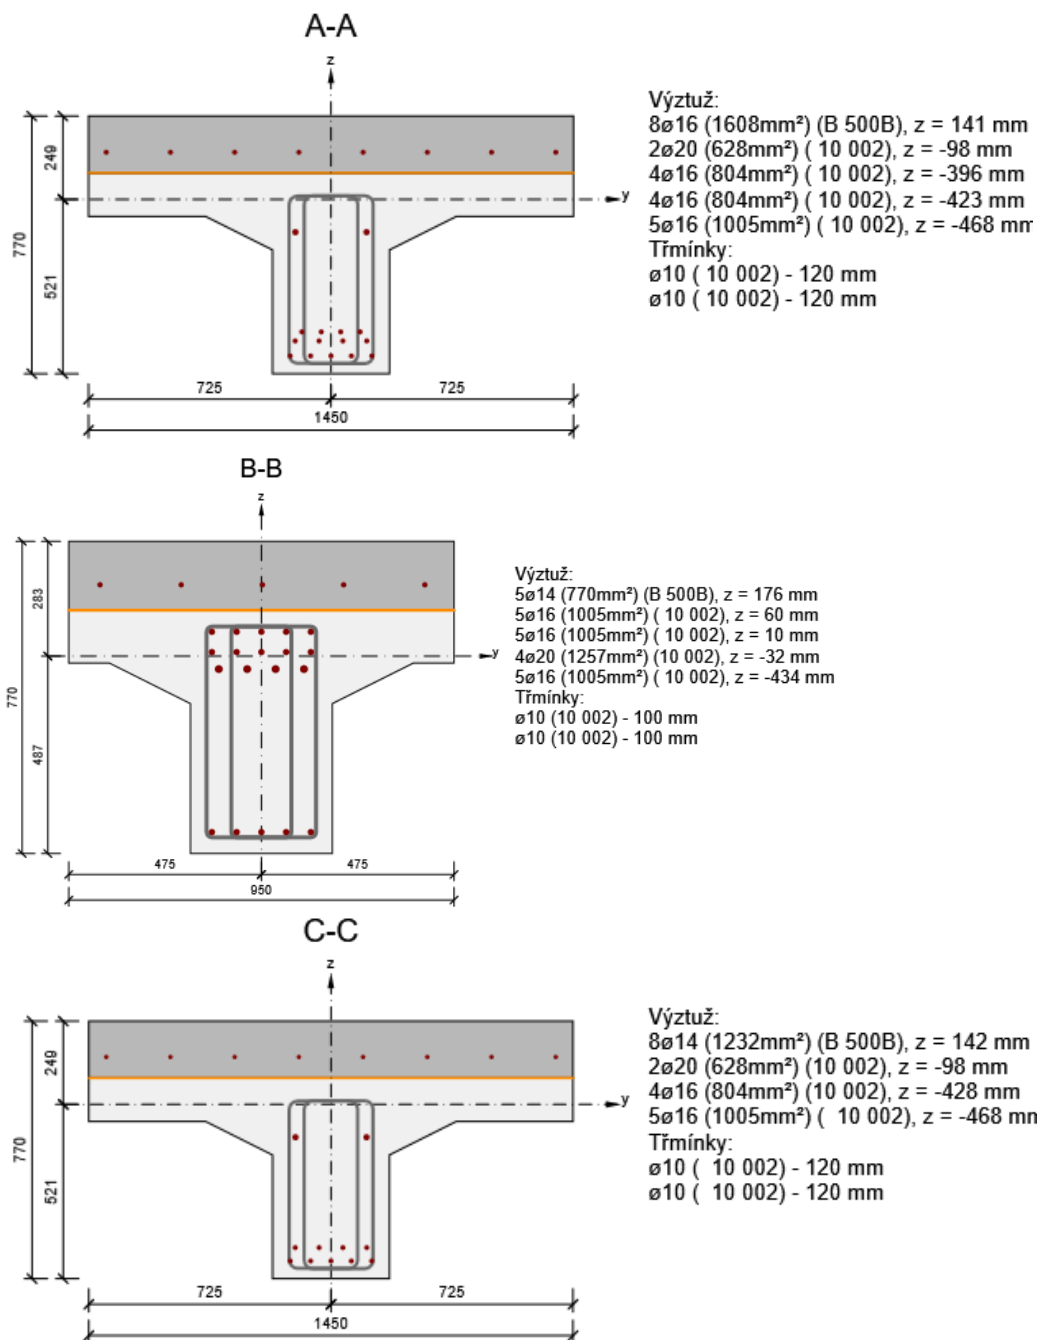 A-A
z
249
770
521
y
725
725
1450
Výztuž:
8ø16 (1608mm²) (B 500B), z = 141 mm
2ø20 (628mm²) ( 10 002), z = -98 mm
4ø16 (804mm²) ( 10 002), z = -396 mm
4ø16 (804mm²) ( 10 002), z = -423 mm
5ø16 (1005mm²) ( 10 002), z = -468 mm
Třmínky:
ø10 ( 10 002) - 120 mm
ø10 ( 10 002) - 120 mm
B-B
z
283
770
487
y
475
475
950
Výztuž:
5ø14 (770mm²) (B 500B), z = 176 mm
5ø16 (1005mm²) ( 10 002), z = 60 mm
5ø16 (1005mm²) ( 10 002), z = 10 mm
4ø20 (1257mm²) (10 002), z = -32 mm
5ø16 (1005mm²) ( 10 002), z = -434 mm
Třmínky:
ø10 (10 002) - 100 mm
ø10 (10 002) - 100 mm
C-C
z
249
770
521
y
725
725
1450
Výztuž:
8ø14 (1232mm²) (B 500B), z = 142 mm
2ø20 (628mm²) (10 002), z = -98 mm
4ø16 (804mm²) (10 002), z = -428 mm
5ø16 (1005mm²) ( 10 002), z = -468 mm
Třmínky:
ø10 ( 10 002) - 120 mm
ø10 ( 10 002) - 120 mm